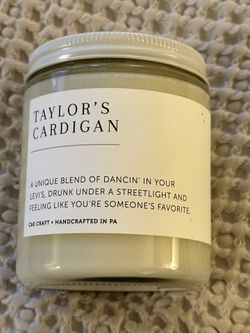 TAYLOR'S
CARDIGAN
A UNIQUE BLEND OF DANCIN' IN YOUR
LEVI'S, DRUNK UNDER A STREETLIGHT AND
FEELING LIKE YOU'RE SOMEONE'S FAVORITE.
C&E CRAFT • HANDCRAFTED IN PA